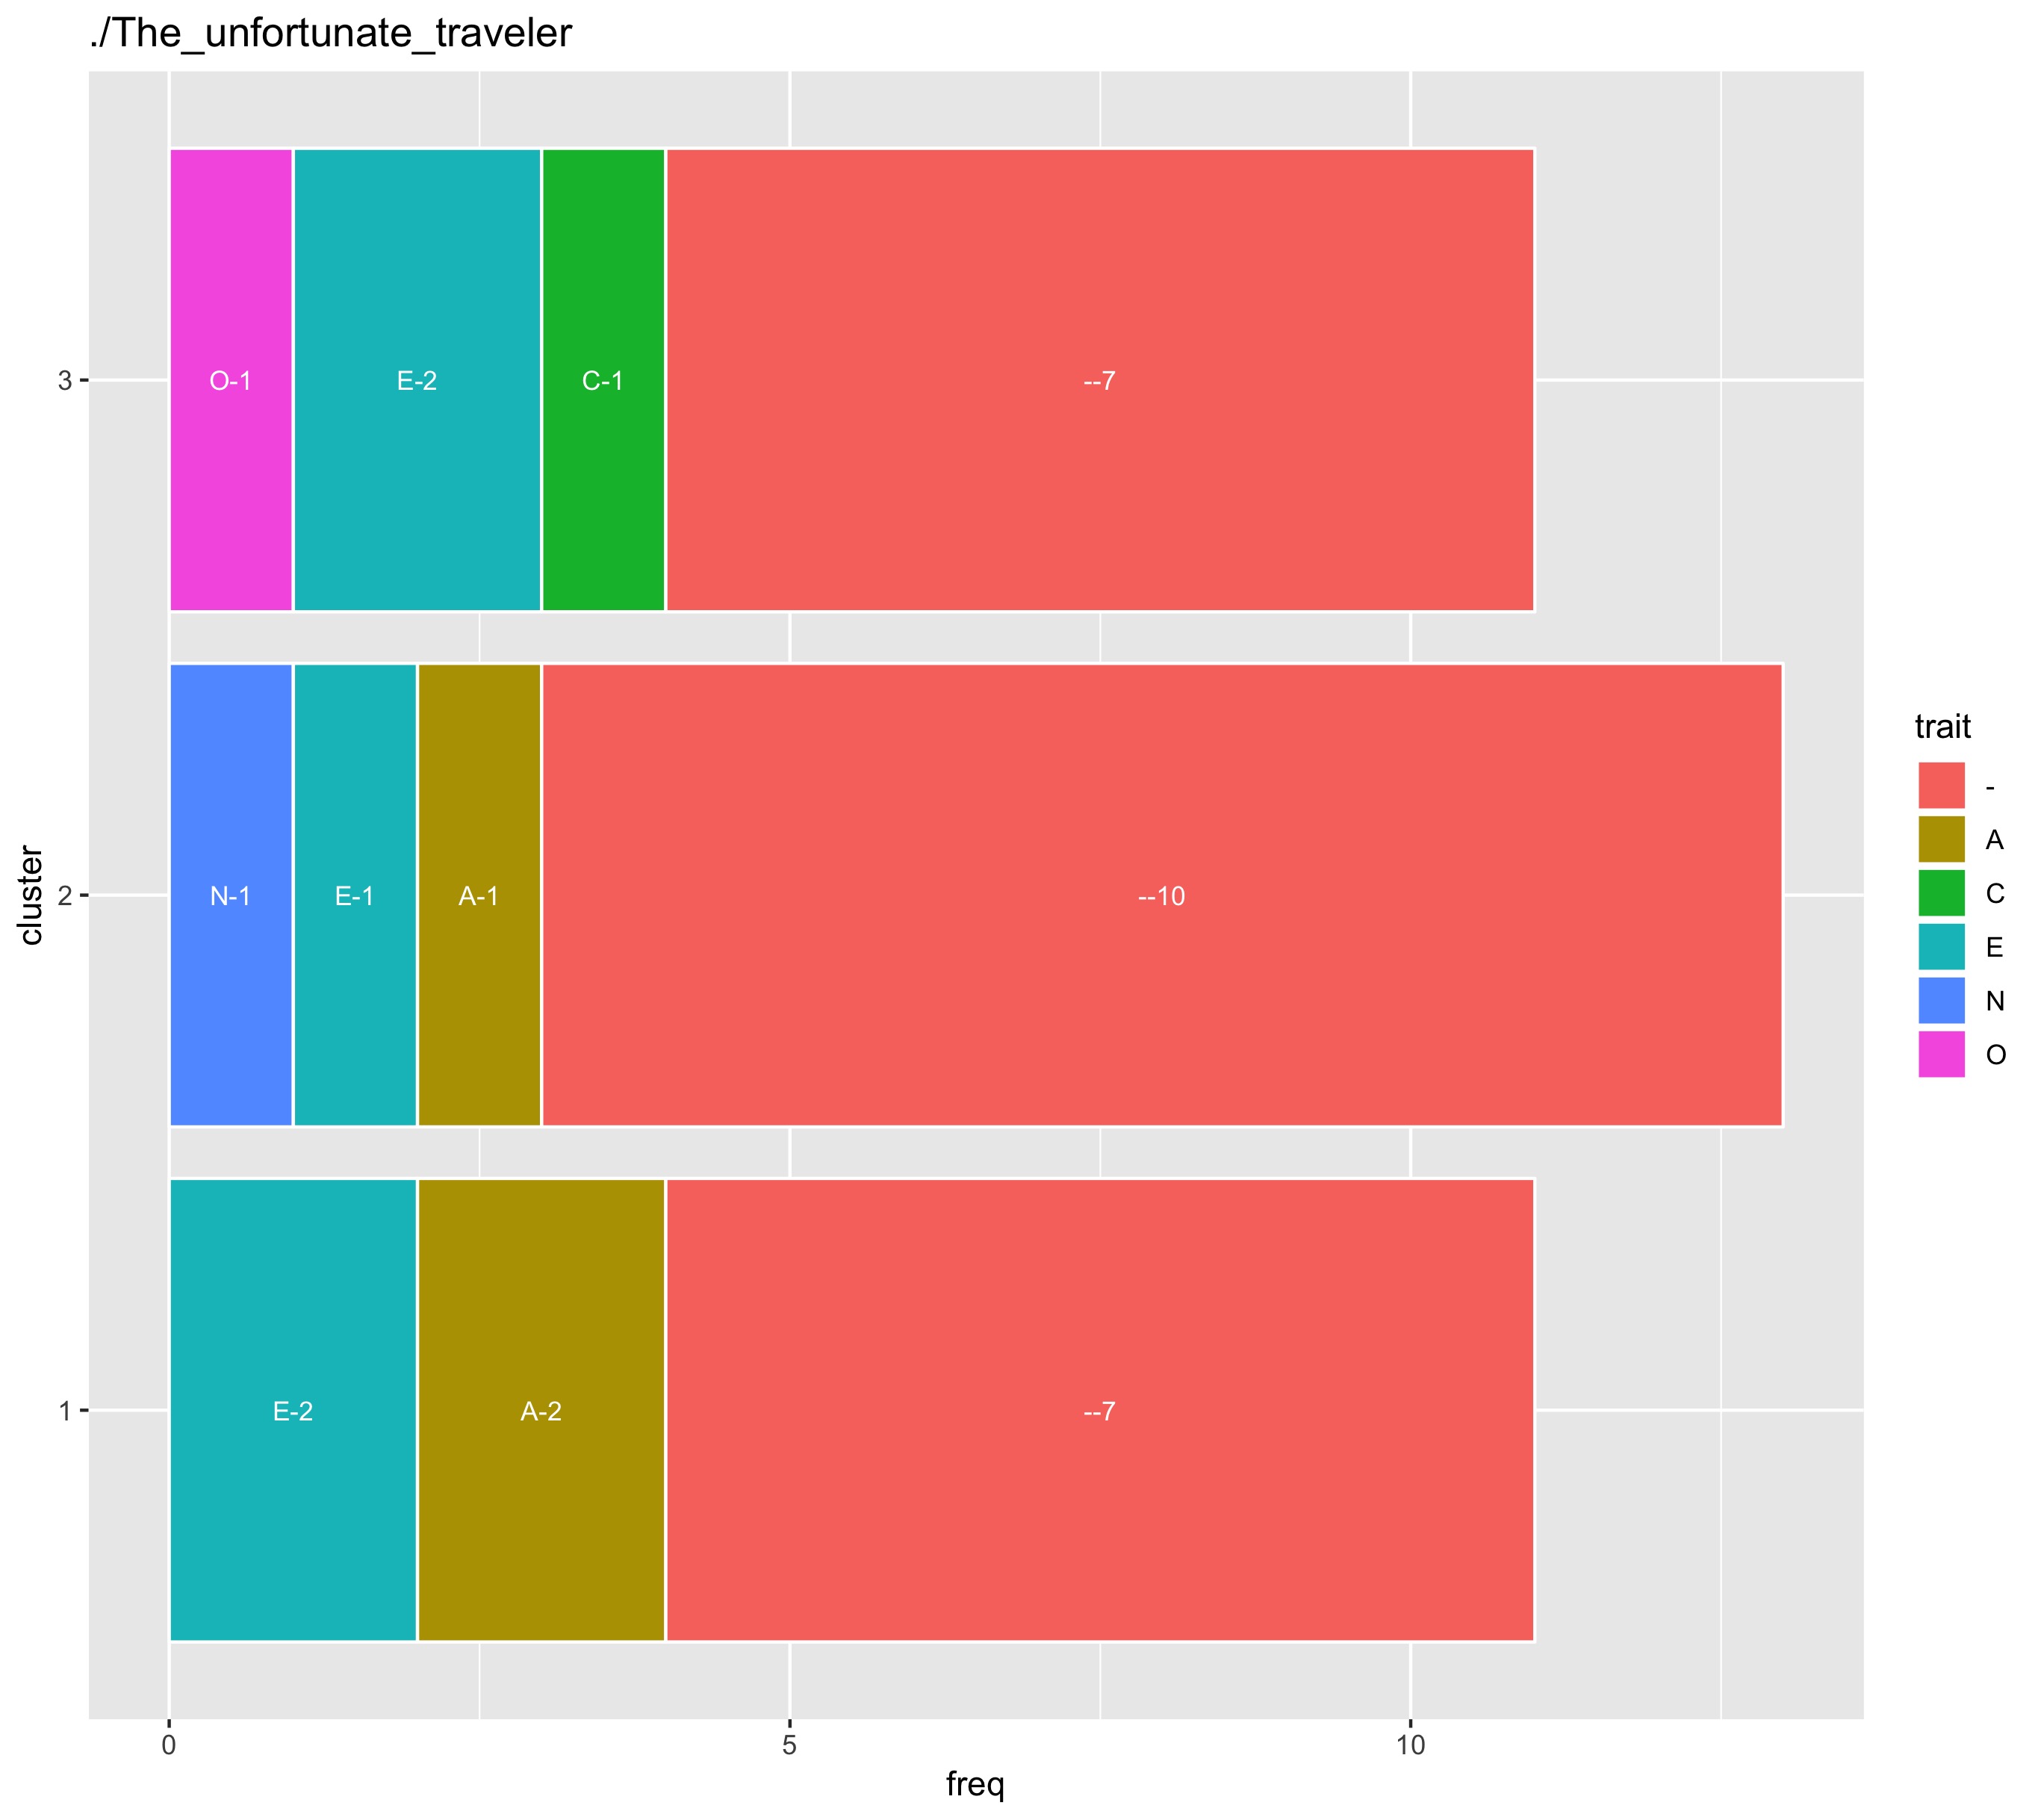 ./The_unfortunate_traveler
3
O-1 E-2 C-1 --7
cluster
2
N-1 E-1 A-1 --10
1
E-2 A-2 --7
0 5 10
freq
trait
-
A
C
E
N
O